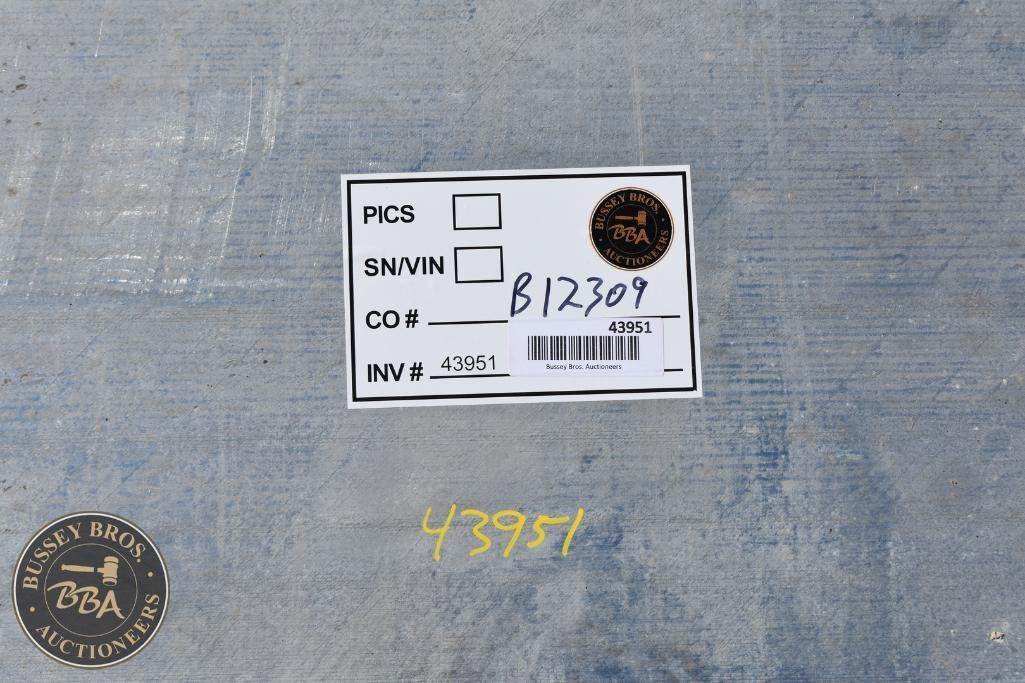 PICS
BUSSEY BROS.
BBA
AUCTIONEERS
SN/VIN
B12309
CO #
43951
INV # 43951
Bussey Bros. Auctioneers
43951
BUSSEY BROS.
BBA
AUCTIONEERS